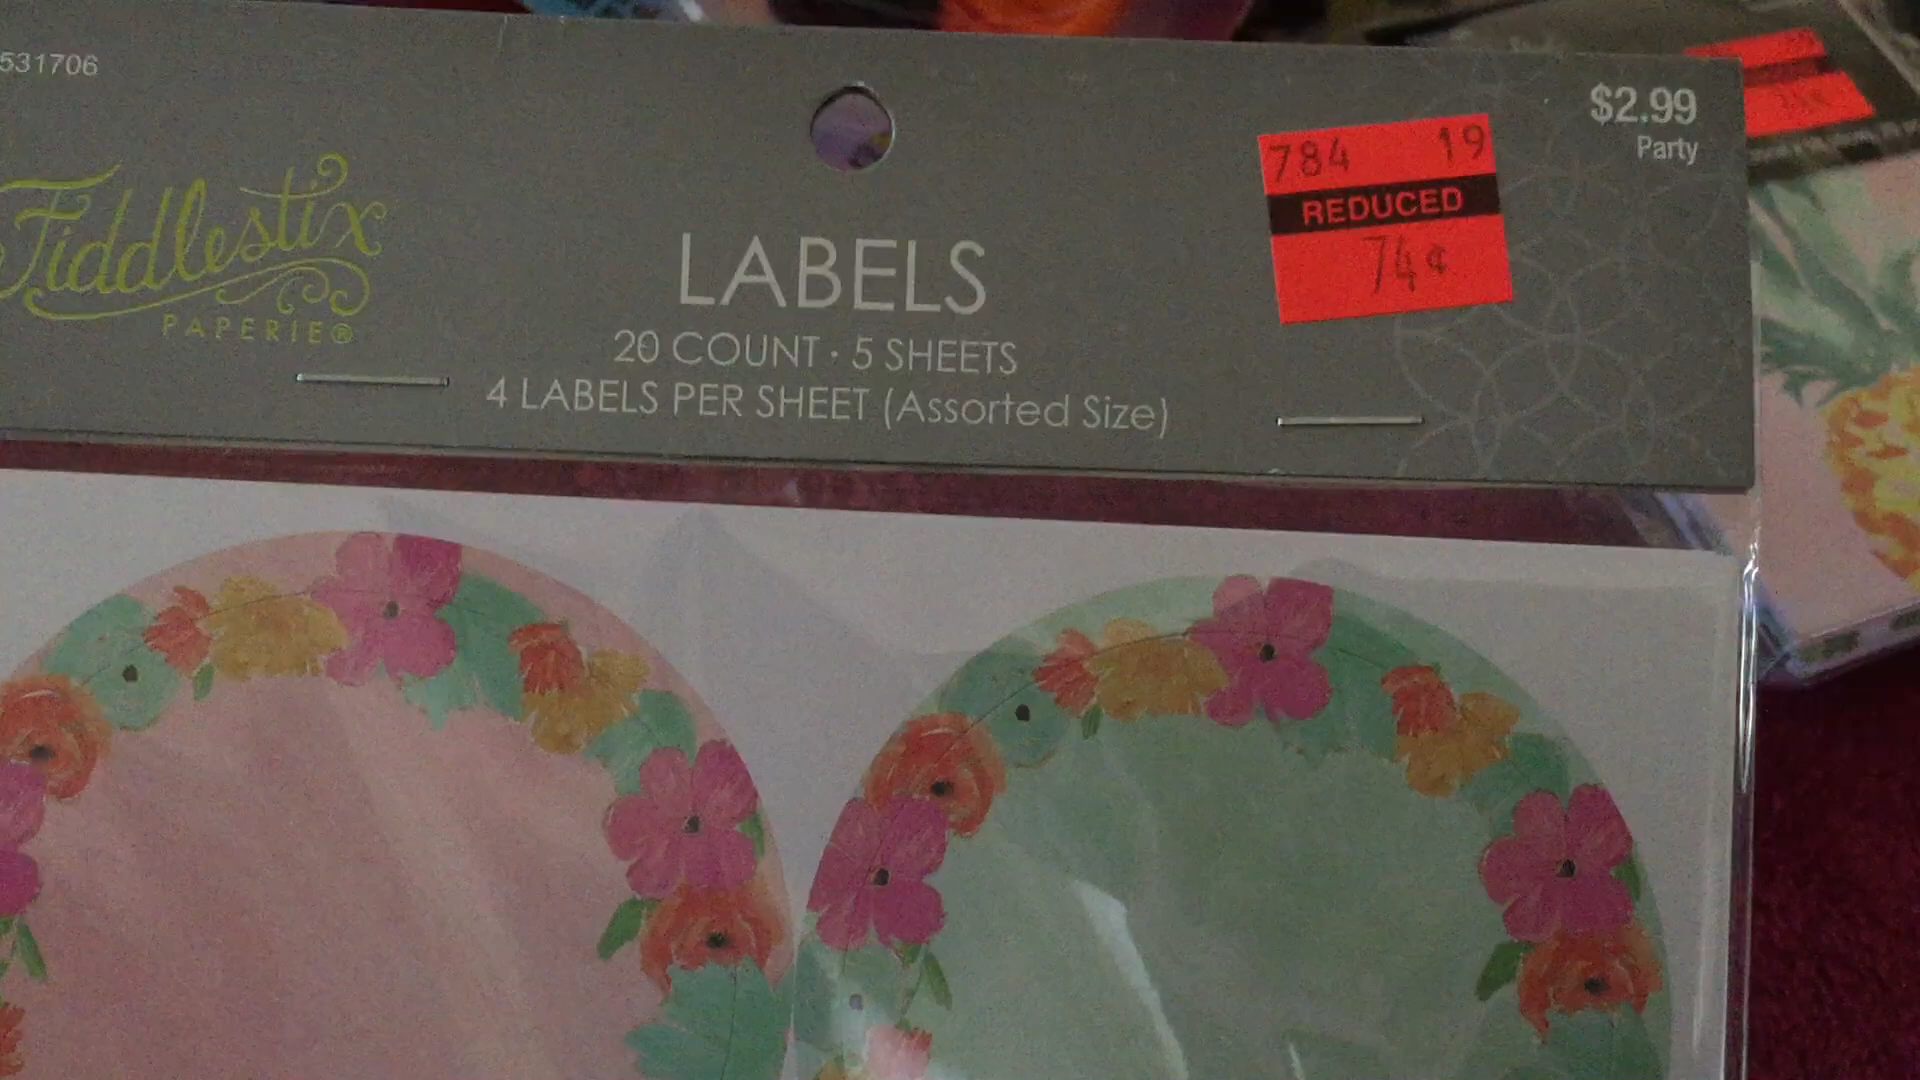 531706
$2.99
Party
784 19
REDUCED
74¢
Fiddlestix
PAPERIE®
LABELS
20 COUNT · 5 SHEETS
4 LABELS PER SHEET (Assorted Size)